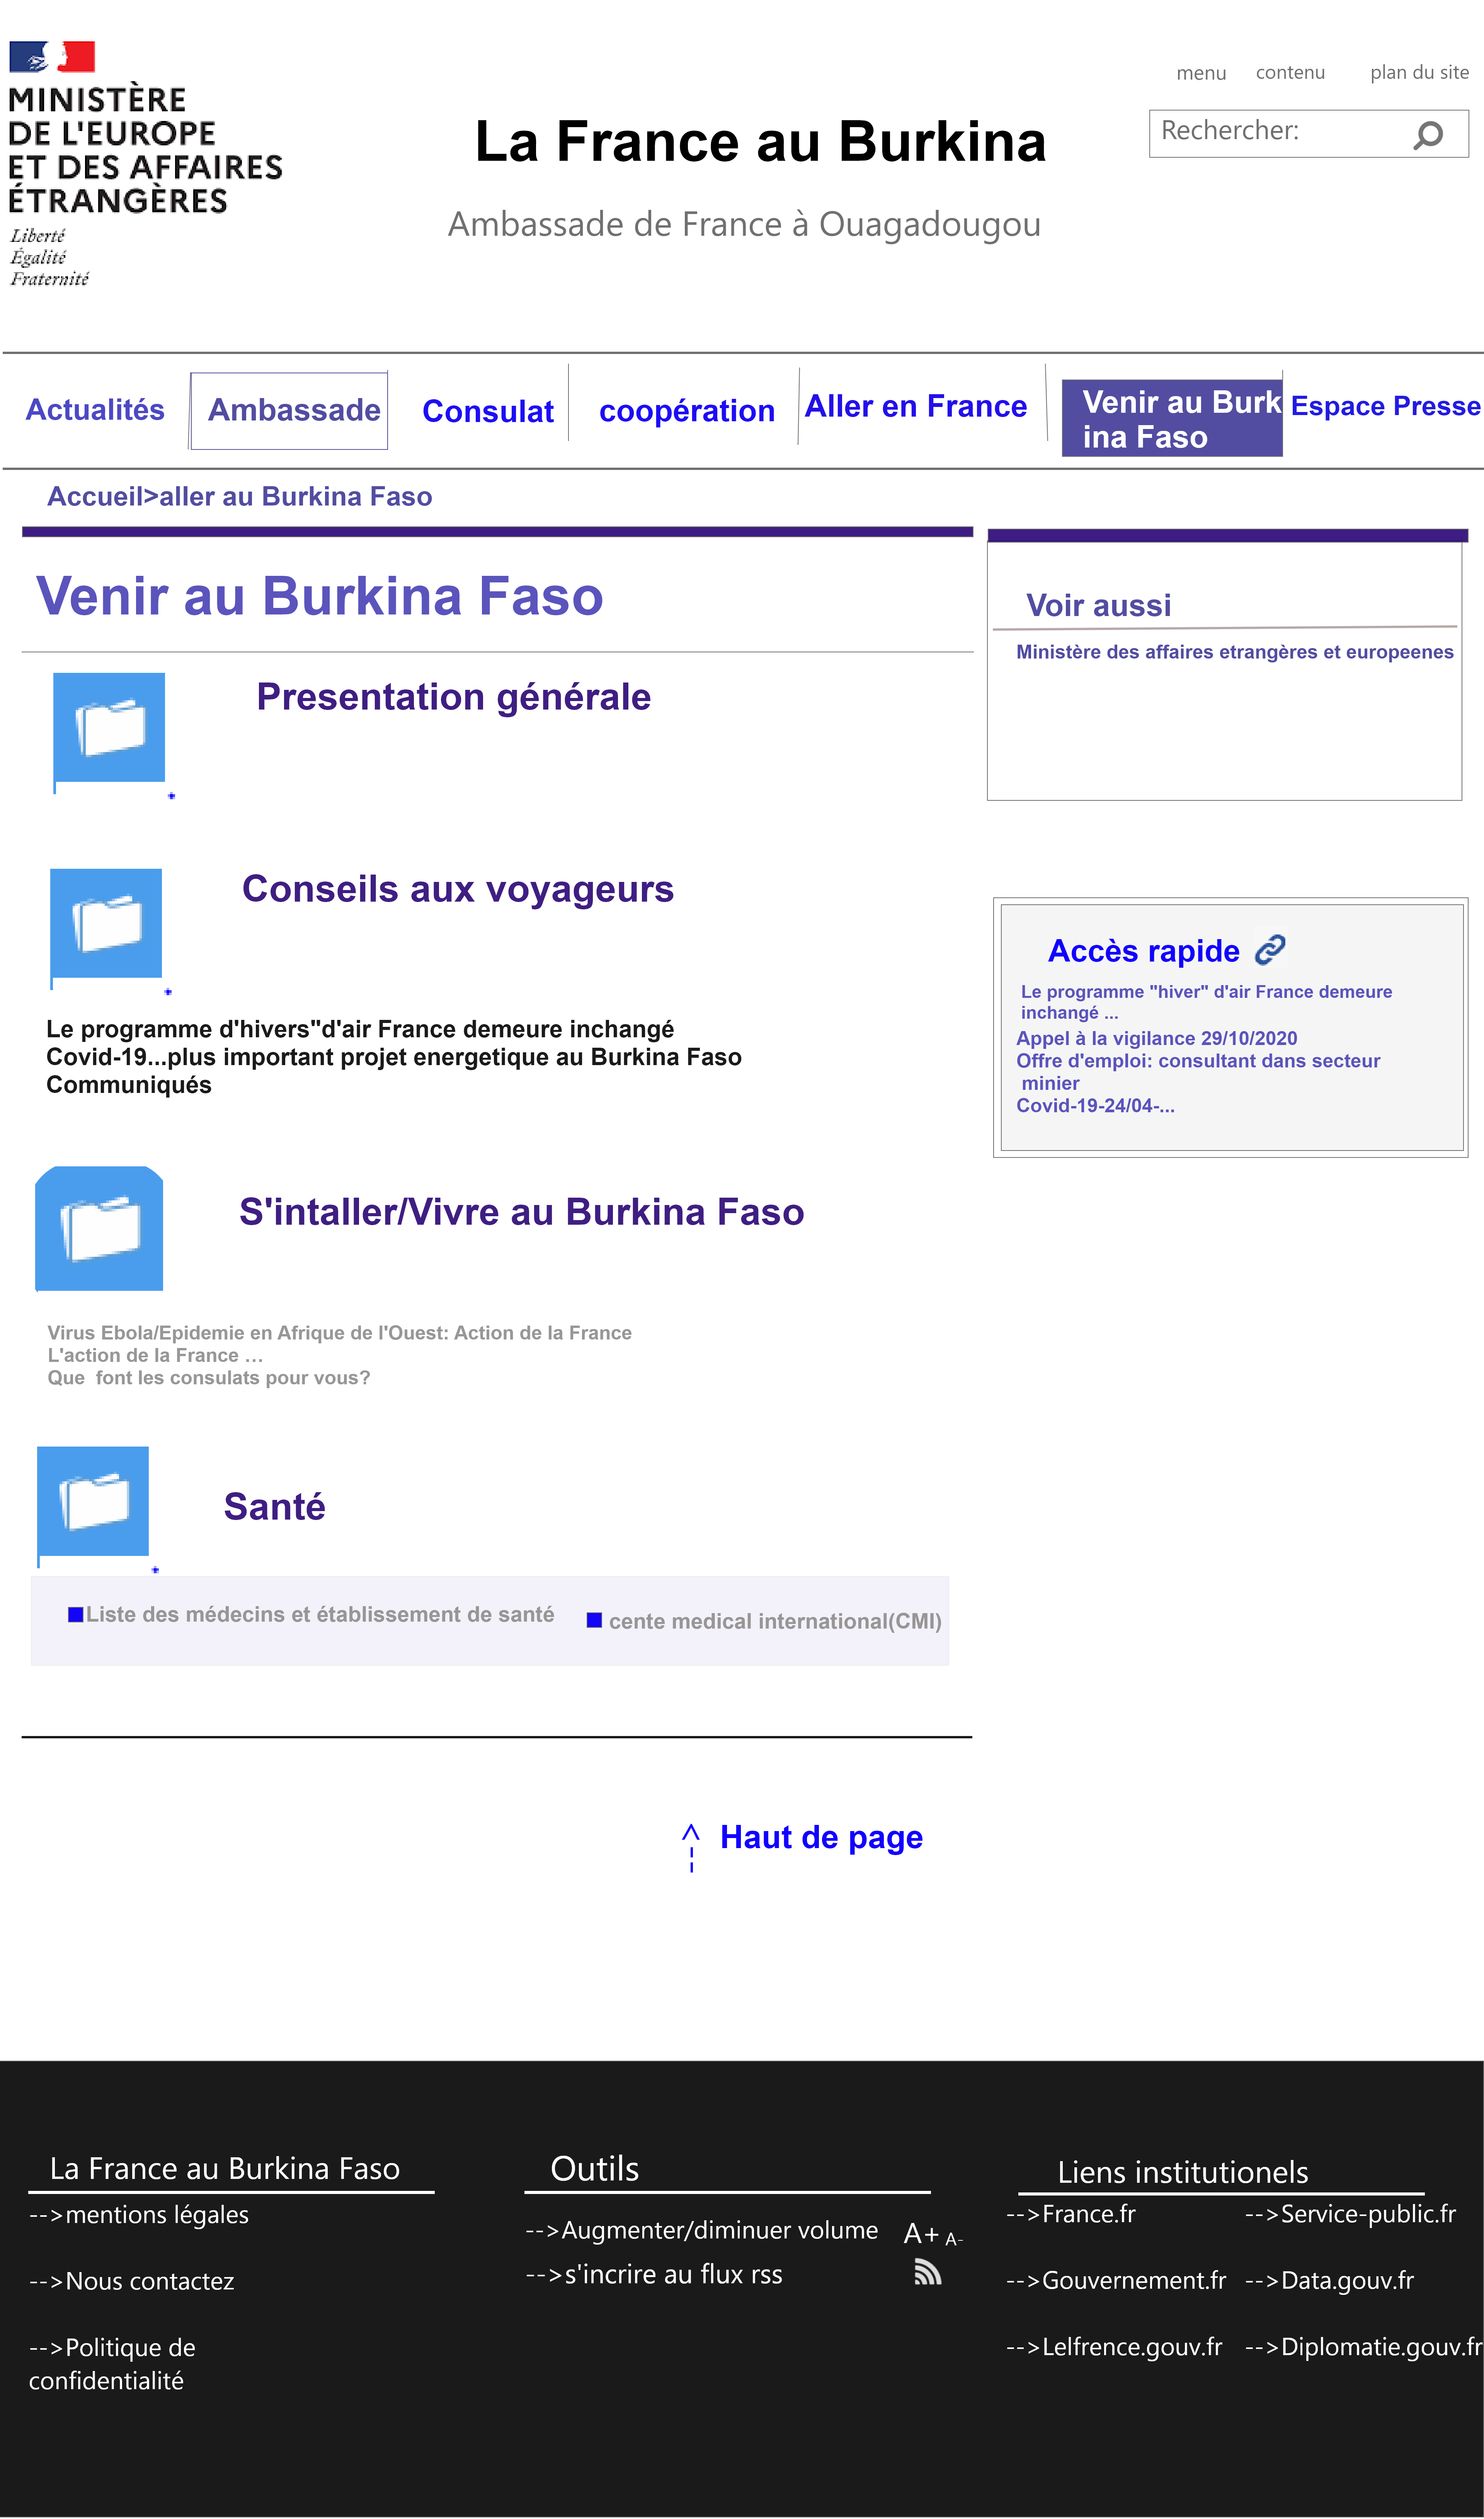 MINISTÈRE
DE L'EUROPE
ET DES AFFAIRES
ÉTRANGÈRES
Liberté
Égalité
Fraternité
La France au Burkina
Ambassade de France à Ouagadougou
menu contenu plan du site
Rechercher:
Actualités Ambassade Consulat coopération Aller en France Venir au Burk Espace Presse
ina Faso
Accueil>aller au Burkina Faso
Venir au Burkina Faso
Voir aussi
Ministère des affaires etrangères et europeenes
Presentation générale
Conseils aux voyageurs
Le programme d'hivers"d'air France demeure inchangé
Covid-19...plus important projet energetique au Burkina Faso
Communiqués
Accès rapide
Le programme "hiver" d'air France demeure
inchangé ...
Appel à la vigilance 29/10/2020
Offre d'emploi: consultant dans secteur
minier
Covid-19-24/04-...
S'intaller/Vivre au Burkina Faso
Virus Ebola/Epidemie en Afrique de l'Ouest: Action de la France
L'action de la France ...
Que font les consulats pour vous?
Santé
Liste des médecins et établissement de santé cente medical international(CMI)
Haut de page
La France au Burkina Faso
-->mentions légales
-->Nous contactez
-->Politique de
confidentialité
Outils
-->Augmenter/diminuer volume A+ A-
-->s'incrire au flux rss
Liens institutionels
-->France.fr -->Service-public.fr
-->Gouvernement.fr -->Data.gouv.fr
-->Lelfrence.gouv.fr -->Diplomatie.gouv.fr